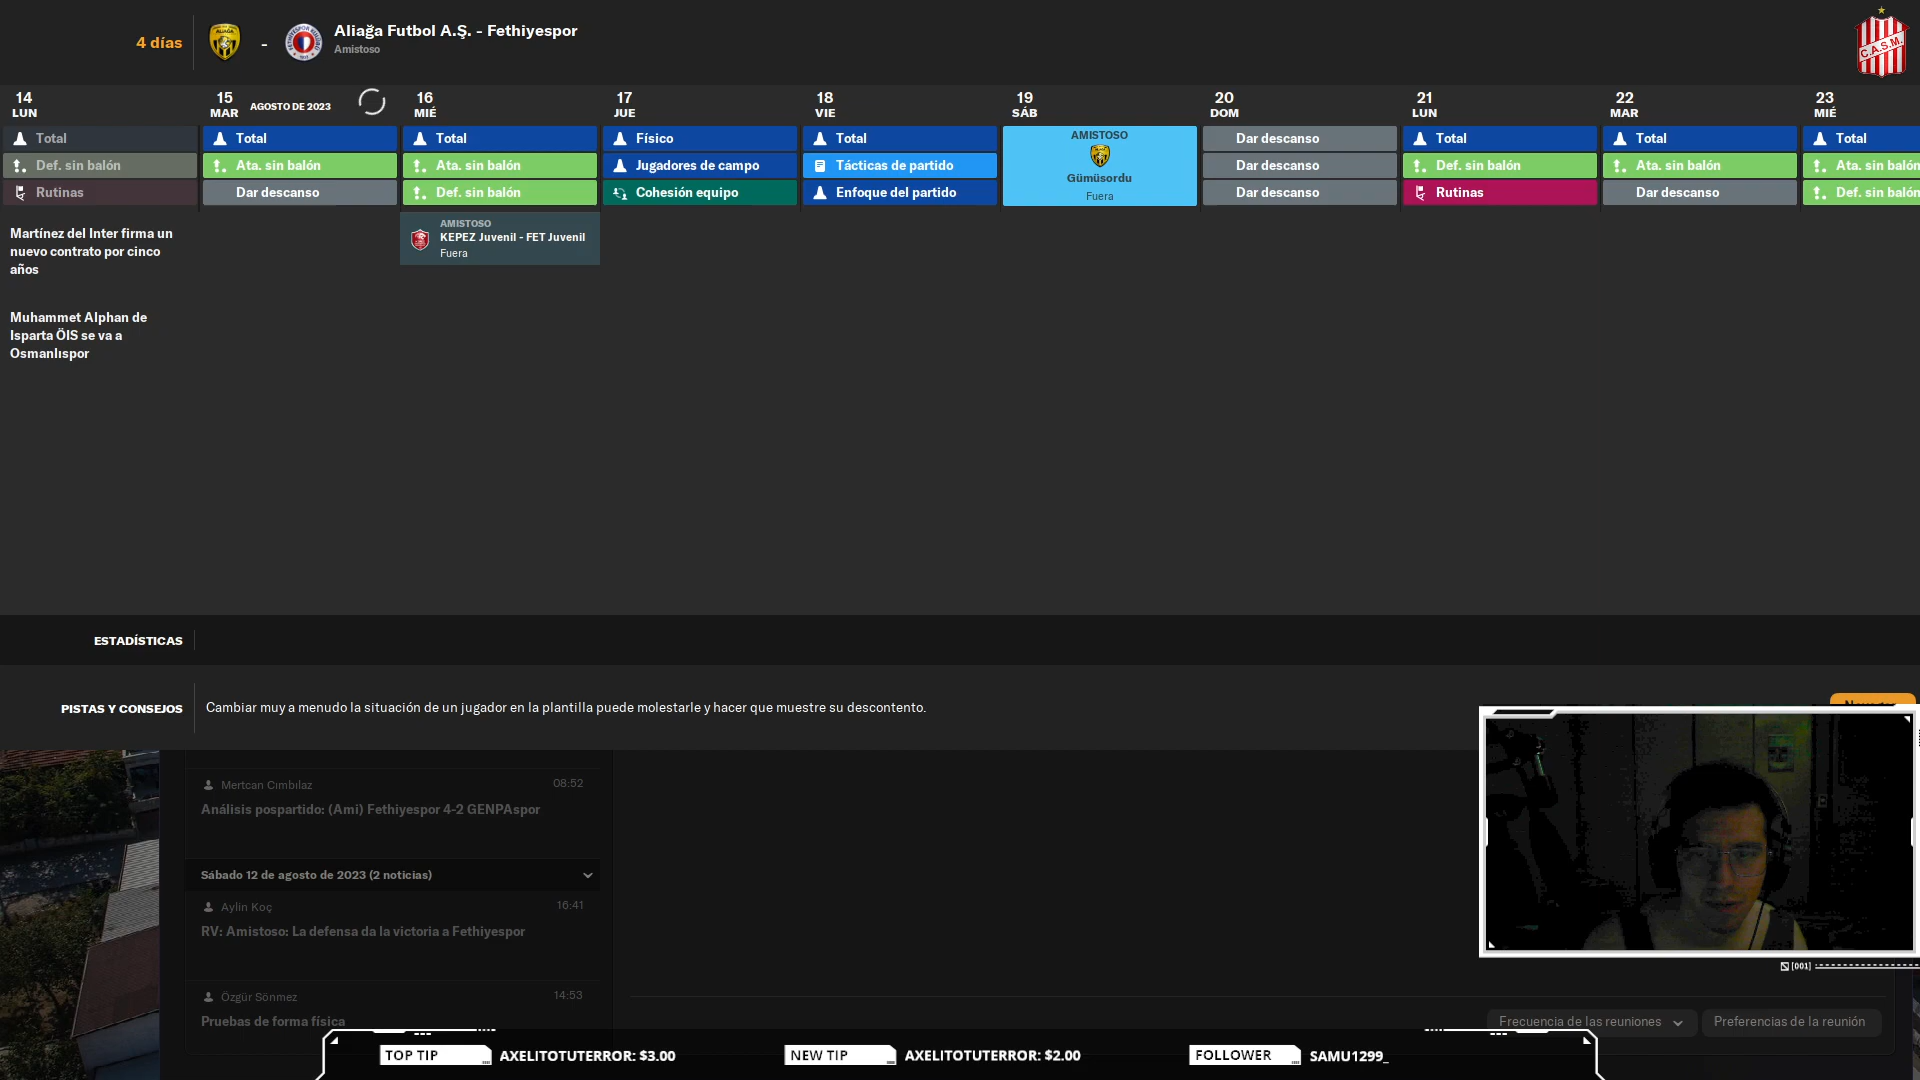 4 días
-
Aliağa Futbol A.Ş. - Fethiyespor
Amistoso
C.A.S.M.
14
LUN
15
MAR
AGOSTO DE 2023
16
MIÉ
17
JUE
18
VIE
19
SÁB
20
DOM
21
LUN
22
MAR
23
MIÉ
Total
Def. sin balón
Rutinas
Total
Ata. sin balón
Dar descanso
Total
Ata. sin balón
Def. sin balón
Físico
Jugadores de campo
Cohesión equipo
Total
Tácticas de partido
Enfoque del partido
AMISTOSO
Gümüsordu
Fuera
Dar descanso
Dar descanso
Dar descanso
Total
Def. sin balón
Rutinas
Total
Ata. sin balón
Dar descanso
Total
Ata. sin balón
Def. sin balón
AMISTOSO
KEPEZ Juvenil - FET Juvenil
Fuera
Martínez del Inter firma un
nuevo contrato por cinco
años
Muhammet Alphan de
Isparta ÖIS se va a
Osmanlıspor
ESTADÍSTICAS
PISTAS Y CONSEJOS
Cambiar muy a menudo la situación de un jugador en la plantilla puede molestarle y hacer que muestre su descontento.
Mertcan Cımbılaz
08:52
Análisis pospartido: (Ami) Fethiyespor 4-2 GENPAspor
Sábado 12 de agosto de 2023 (2 noticias)
Aylin Koç
16:41
RV: Amistoso: La defensa da la victoria a Fethiyespor
Özgür Sönmez
14:53
Pruebas de forma física
[001]
Frecuencia de las reuniones
Preferencias de la reunión
TOP TIP
AXELITOTUTERROR: $3.00
NEW TIP
AXELITOTUTERROR: $2.00
FOLLOWER
SAMU1299_